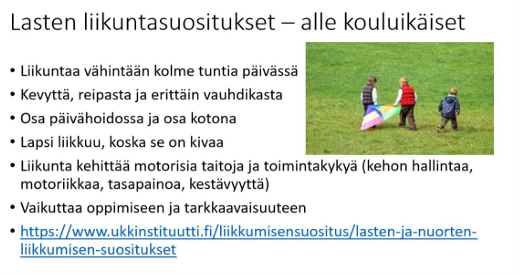 Lasten liikuntasuositukset – alle kouluikäiset
• Liikuntaa vähintään kolme tuntia päivässä
• Kevyttä, reipasta ja erittäin vauhdikasta
• Osa päivähoidossa ja osa kotona
• Lapsi liikkuu, koska se on kivaa
• Liikunta kehittää motorisia taitoja ja toimintakykyä (kehon hallintaa,
motoriikkaa, tasapainoa, kestävyyttä)
• Vaikuttaa oppimiseen ja tarkkaavaisuuteen
• https://www.ukkinstituutti.fi/liikkumisensuositus/lasten-ja-nuorten-
liikkumisen-suositukset